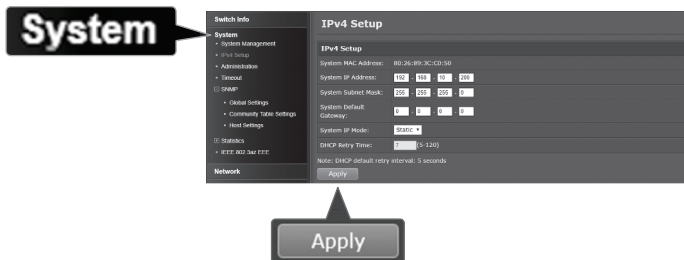 System
Switch Info
System
System Management
IPv4 Setup
Administration
Timeout
SNMP
Global Settings
Community Table Settings
Host Settings
Statistics
IEEE 802.3az EEE
Network
IPv4 Setup
IPv4 Setup
System MAC Address: 80:26:89:3C:C0:50
System IP Address: 192 . 168 . 10 . 200
System Subnet Mask: 255 . 255 . 255 . 0
System Default
Gateway: 0 . 0 . 0 . 0
System IP Mode: Static
DHCP Retry Time: 7 (5-120)
Note: DHCP default retry interval: 5 seconds
Apply
Apply